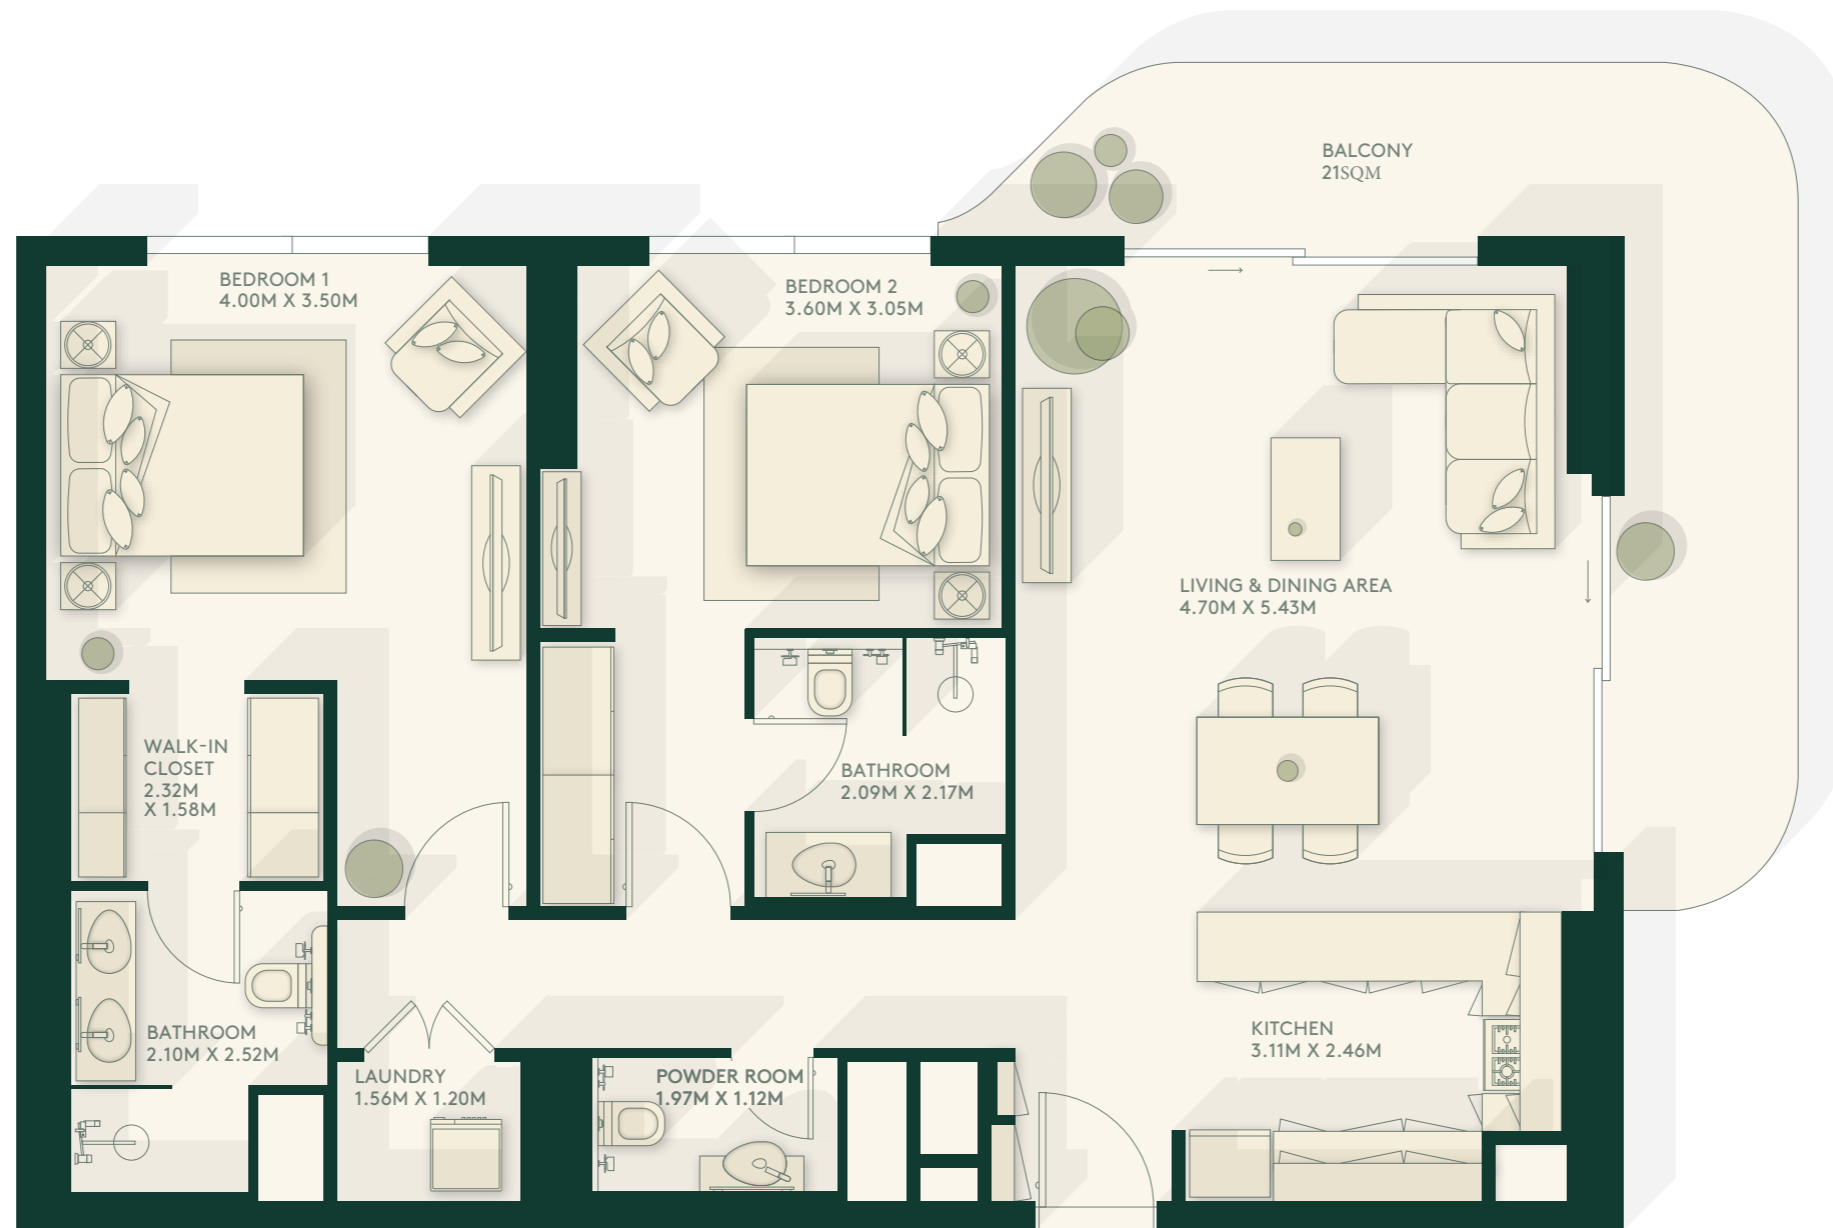 BALCONY
21SQM
BEDROOM 1
4.00M X 3.50M
BEDROOM 2
3.60M X 3.05M
LIVING & DINING AREA
4.70M X 5.43M
WALK-IN
CLOSET
2.32M
X 1.58M
BATHROOM
2.09M X 2.17M
BATHROOM
2.10M X 2.52M
KITCHEN
3.11M X 2.46M
LAUNDRY
1.56M X 1.20M
POWDER ROOM
1.97M X 1.12M